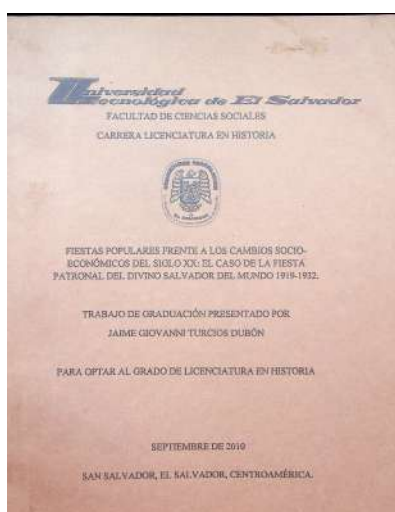 Universidad
Tecnológica de El Salvador
FACULTAD DE CIENCIAS SOCIALES
CARRERA LICENCIATURA EN HISTORIA
FIESTAS POPULARES FRENTE A LOS CAMBIOS SOCIO-
ECONÓMICOS DEL SIGLO XX: EL CASO DE LA FIESTA
PATRONAL DEL DIVINO SALVADOR DEL MUNDO 1919-1932.
TRABAJO DE GRADUACIÓN PRESENTADO POR
JAIME GIOVANNI TURCIOS DUBÓN
PARA OPTAR AL GRADO DE LICENCIATURA EN HISTORIA
SEPTIEMBRE DE 2010
SAN SALVADOR, EL SALVADOR, CENTROAMÉRICA.